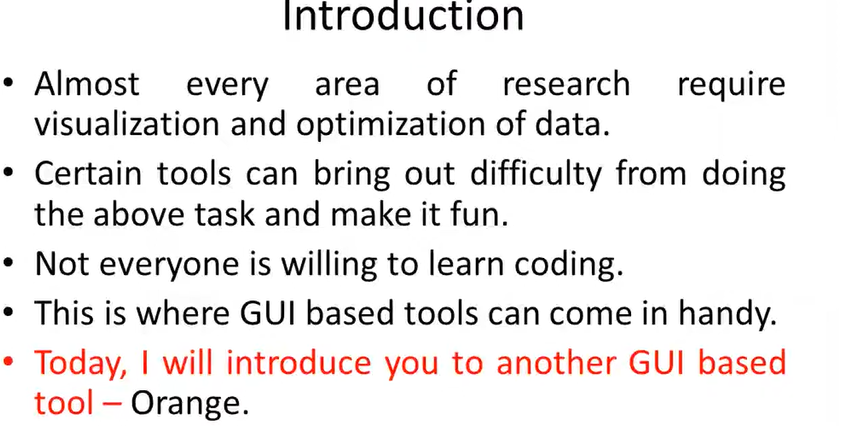 Introduction
• Almost every area of research require
visualization and optimization of data.
• Certain tools can bring out difficulty from doing
the above task and make it fun.
• Not everyone is willing to learn coding.
• This is where GUI based tools can come in handy.
• Today, I will introduce you to another GUI based
tool – Orange.